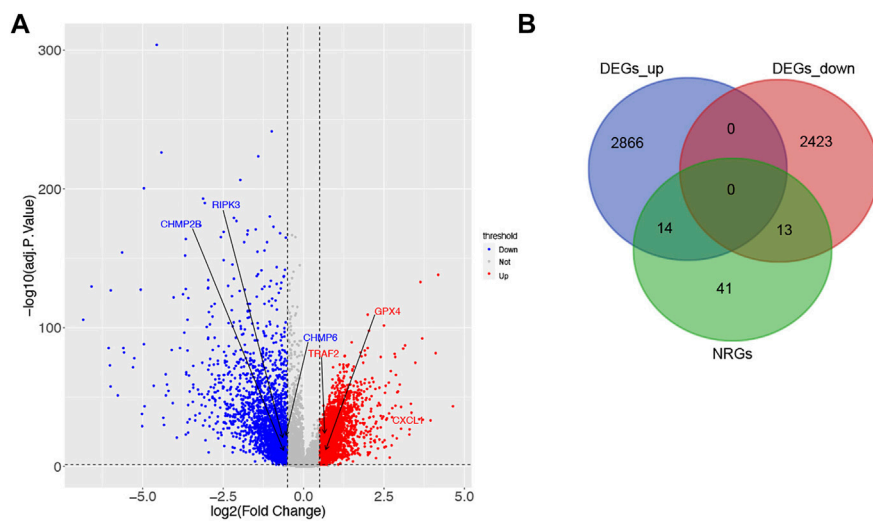 A
B
300
200
100
0
-log10(adj.P.Value)
-5.0
-2.5
0.0
2.5
5.0
log2(Fold Change)
RIPK3
CHMP2B
CHMP6
TRAF2
GPX4
CXCL1
threshold
Down
Not
Up
DEGs_up
DEGs_down
2866
0
2423
0
14
13
41
NRGs